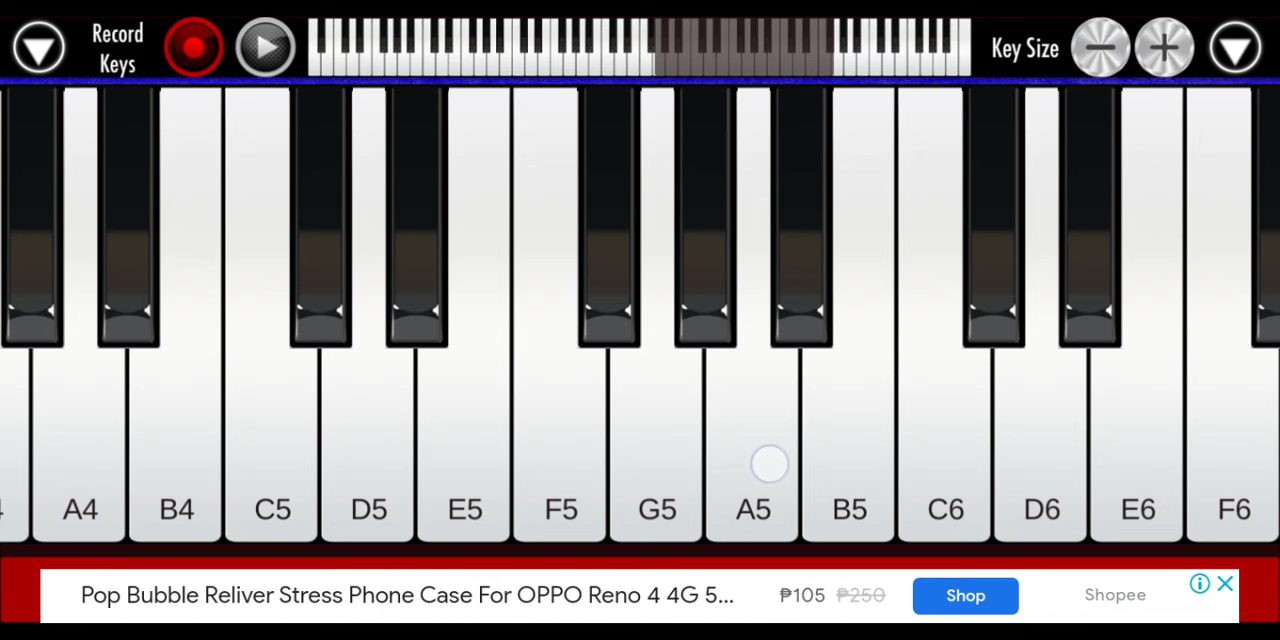 Record
Keys
Key Size
A4 B4 C5 D5 E5 F5 G5 A5 B5 C6 D6 E6 F6
Pop Bubble Reliver Stress Phone Case For OPPO Reno 4 4G 5... ₱105 ₱250 Shop Shopee